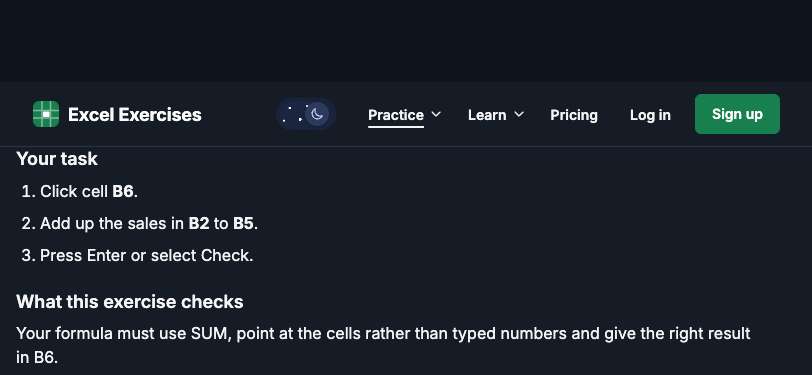 Excel Exercises
Practice
Learn
Pricing
Log in
Sign up
Your task
1. Click cell B6.
2. Add up the sales in B2 to B5.
3. Press Enter or select Check.
What this exercise checks
Your formula must use SUM, point at the cells rather than typed numbers and give the right result
in B6.